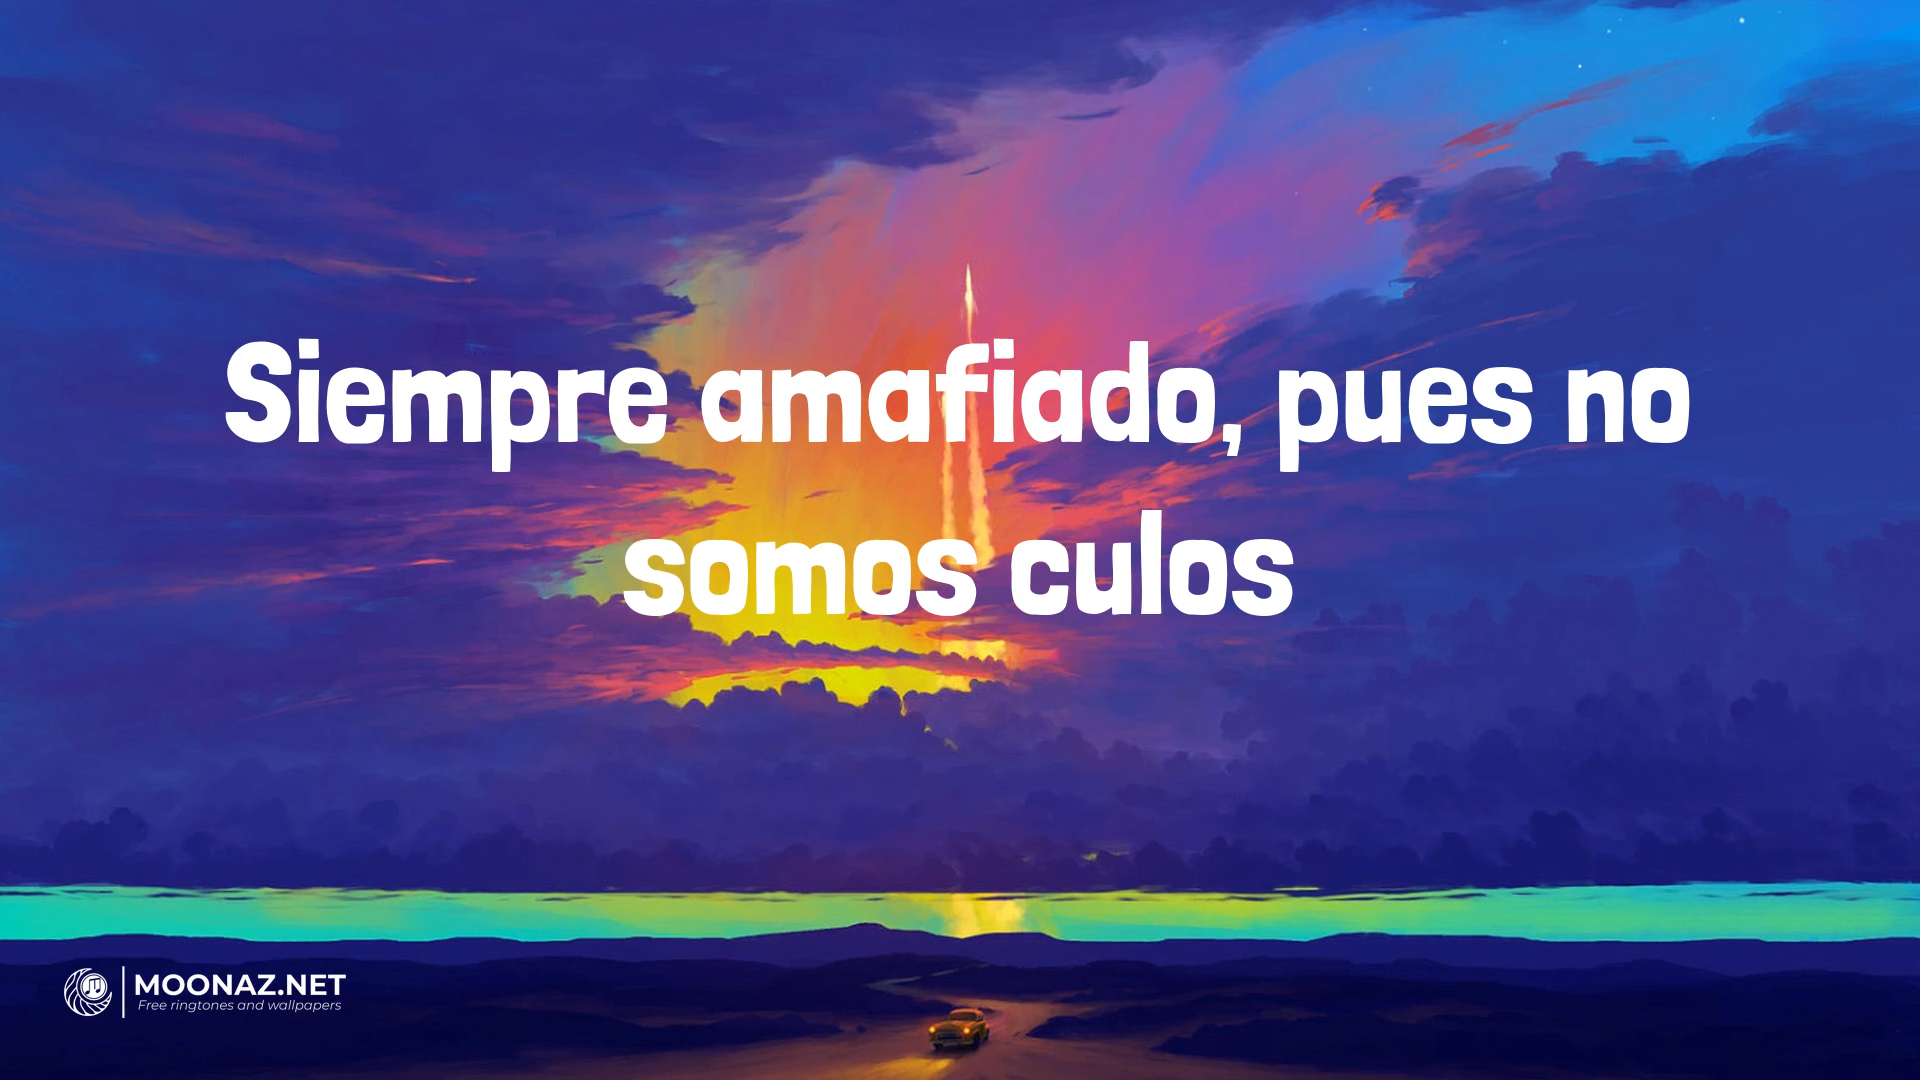 Siempre amafiado, pues no
somos culos
MOONAZ.NET
Free ringtones and wallpapers